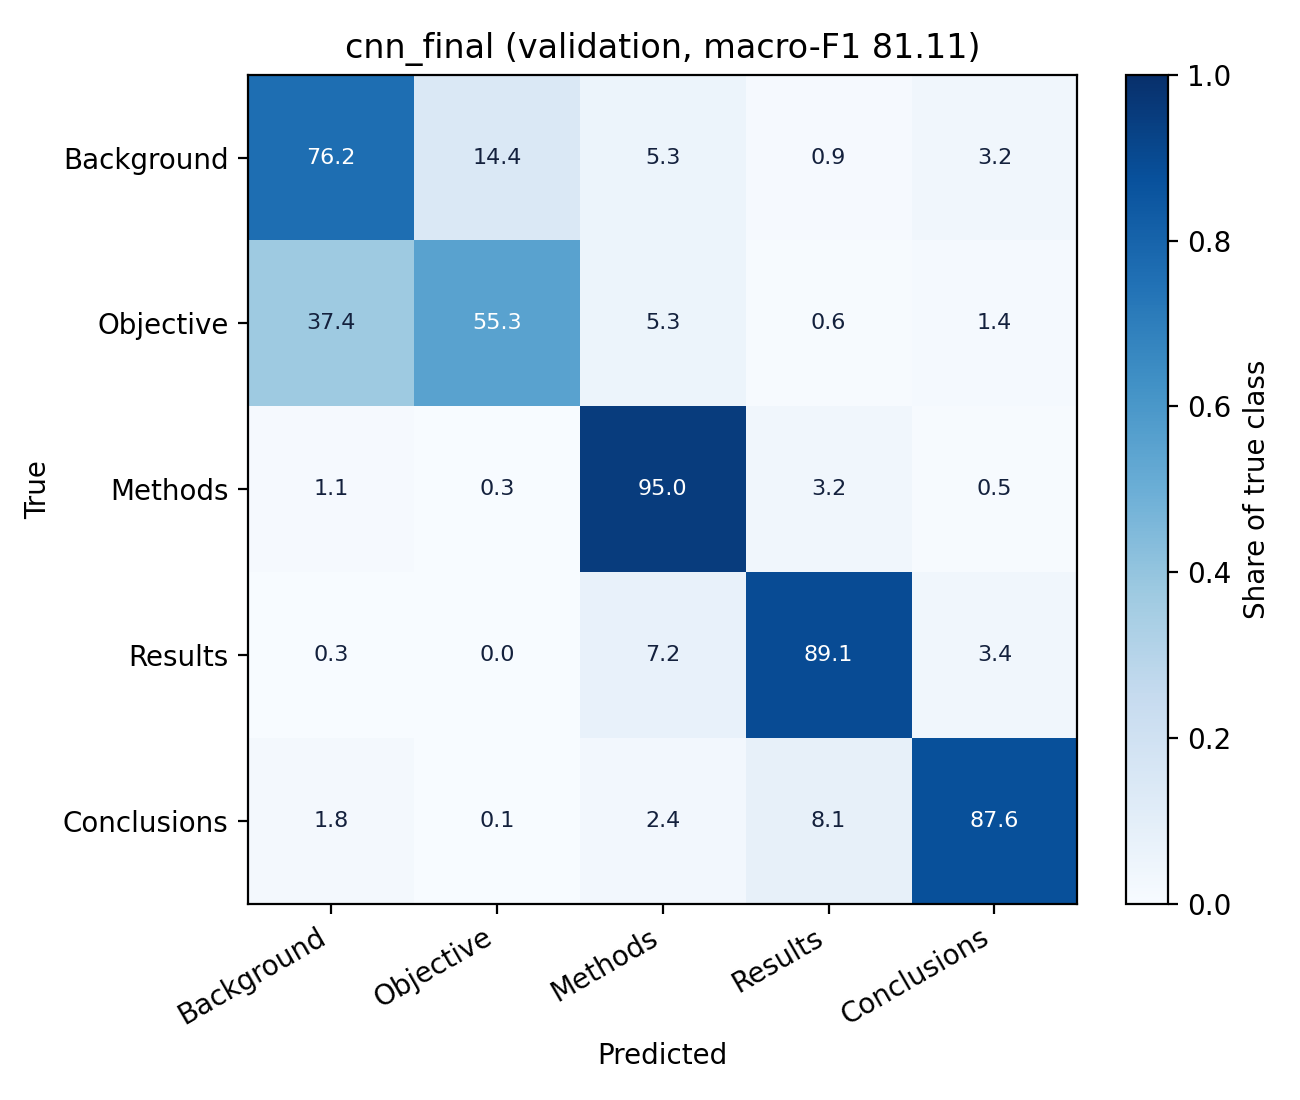 cnn_final (validation, macro-F1 81.11)
Background 76.2 14.4 5.3 0.9 3.2
Objective 37.4 55.3 5.3 0.6 1.4
Methods 1.1 0.3 95.0 3.2 0.5
Results 0.3 0.0 7.2 89.1 3.4
Conclusions 1.8 0.1 2.4 8.1 87.6
True
Background Objective Methods Results Conclusions
Predicted
1.0
0.8
0.6
0.4
0.2
0.0
Share of true class